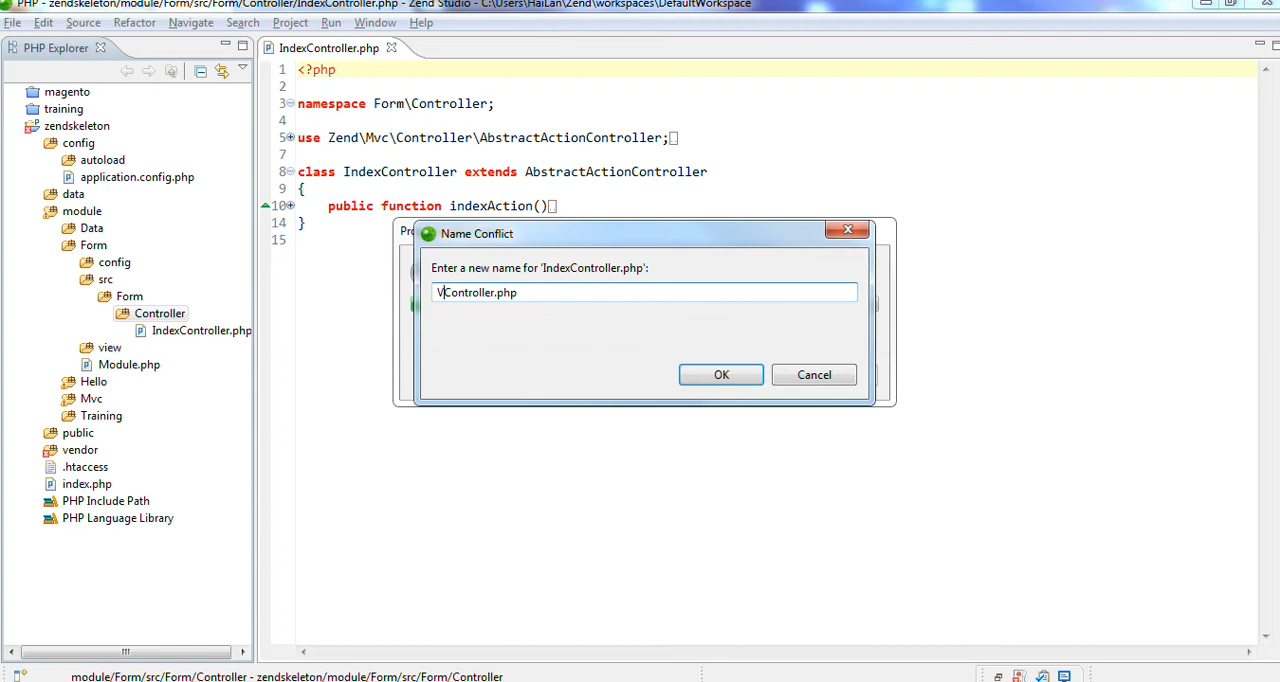 PHP - zendskeleton/module/Form/src/Form/Controller/IndexController.php - Zend Studio - C:\Users\HaiLan\Zend\workspaces\DefaultWorkspace
File Edit Source Refactor Navigate Search Project Run Window Help
PHP Explorer
IndexController.php
magento
training
zendskeleton
config
autoload
application.config.php
data
module
Data
Form
config
src
Form
Controller
IndexController.php
view
Module.php
Hello
Mvc
Training
public
vendor
.htaccess
index.php
PHP Include Path
PHP Language Library
1 <?php
2
3 namespace Form\Controller;
4
5 use Zend\Mvc\Controller\AbstractActionController;
7
8 class IndexController extends AbstractActionController
9 {
10 public function indexAction()
14 }
15
Name Conflict
Enter a new name for 'IndexController.php':
VController.php
OK Cancel
module/Form/src/Form/Controller - zendskeleton/module/Form/src/Form/Controller